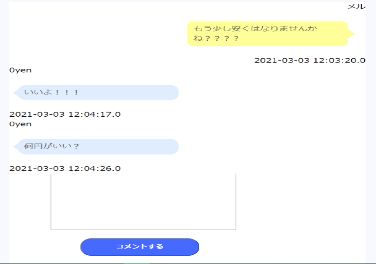 メル
もう少し安くはなりませんか
ね？？？？
2021-03-03 12:03:20.0
0yen
いいよ！！！
2021-03-03 12:04:17.0
0yen
何円がいい？
2021-03-03 12:04:26.0
コメントする